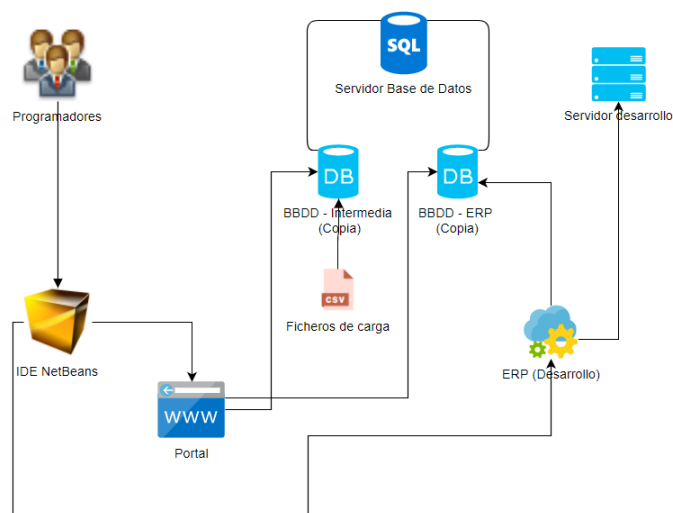 SQL
Servidor Base de Datos
Programadores
Servidor desarrollo
DB
DB
BBDD - Intermedia
(Copia)
BBDD - ERP
(Copia)
CSV
Ficheros de carga
IDE NetBeans
ERP (Desarrollo)
WWW
Portal